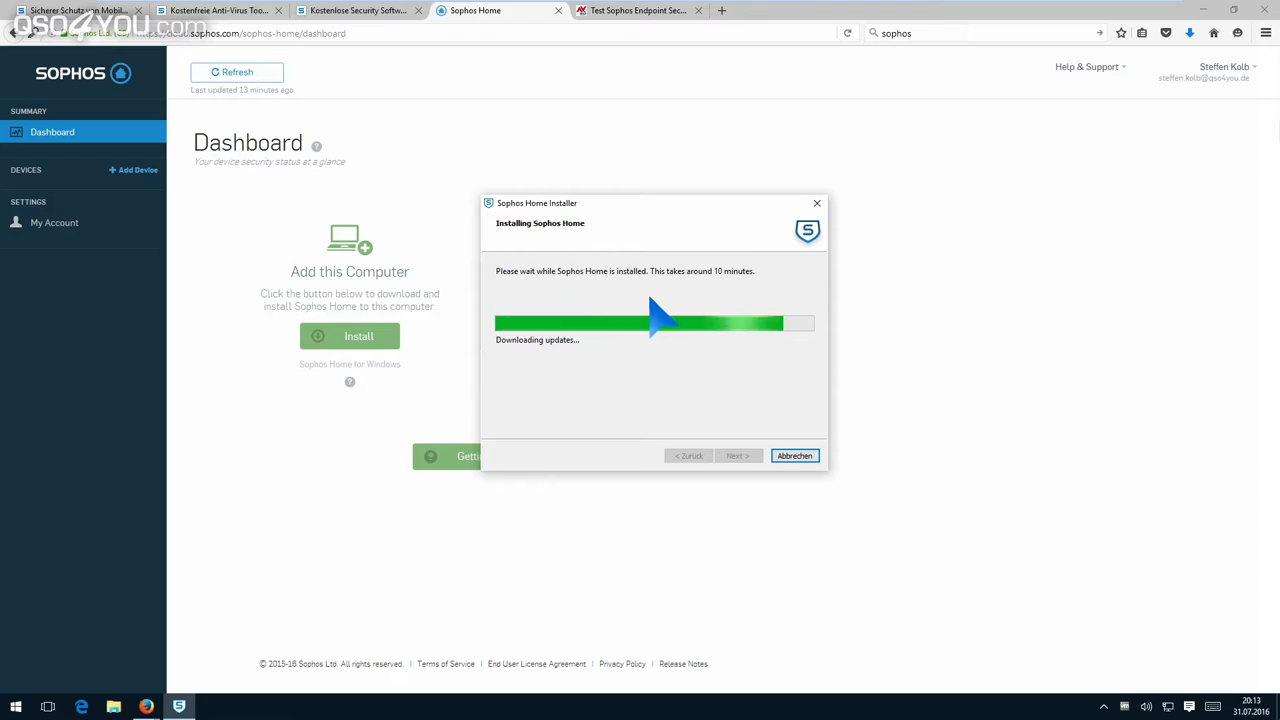 QSO4YOU.com
Sicherer Schutz von Mobil...
Kostenfreie Anti-Virus Tool...
Kostenlose Security Softw...
Sophos Home
Test Sophos Endpoint Sec...
sophos.com/sophos-home/dashboard
sophos
SOPHOS
Refresh
Last updated 13 minutes ago.
Help & Support
Steffen Kolb
steffen.kolb@qso4you.de
SUMMARY
Dashboard
DEVICES
Add Device
SETTINGS
My Account
Dashboard ?
Your device security status at a glance
Add this Computer
Click the button below to download and
install Sophos Home to this computer.
Install
Sophos Home for Windows
?
Getti
Sophos Home Installer
Installing Sophos Home
S
Please wait while Sophos Home is installed. This takes around 10 minutes.
Downloading updates...
< Zurück
Next >
Abbrechen
© 2015-16 Sophos Ltd. All rights reserved. | Terms of Service | End User License Agreement | Privacy Policy | Release Notes
20:13
31.07.2016